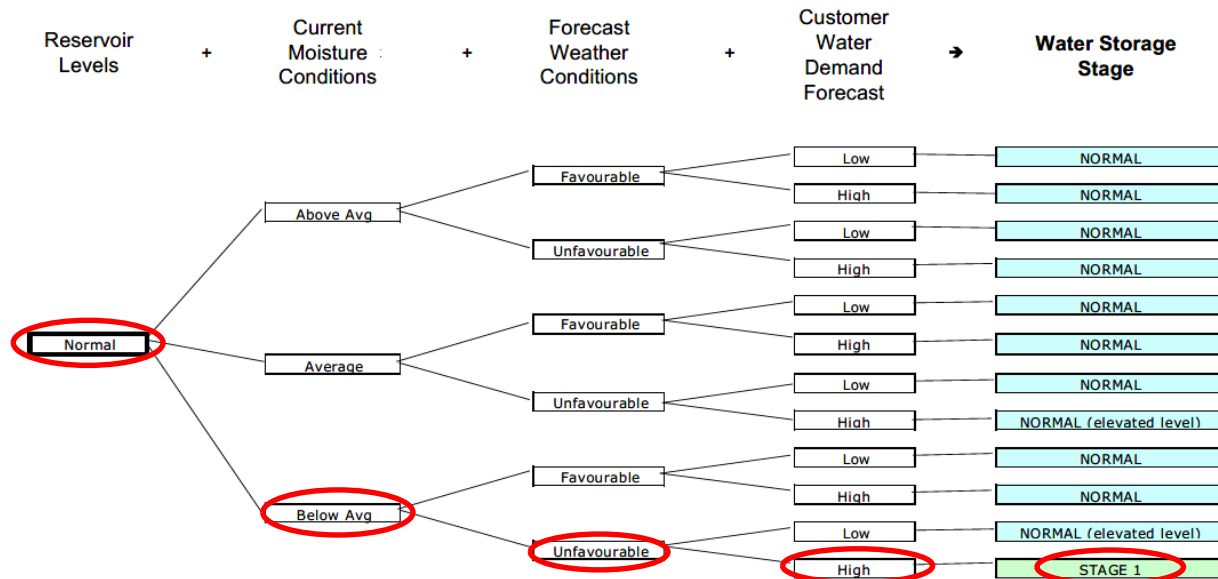 Reservoir
Levels
+
Current
Moisture :
Conditions
+
Forecast
Weather
Conditions
+
Customer
Water
Demand
Forecast
➔
Water Storage
Stage
Low
NORMAL
Favourable
High
NORMAL
Above Avg
Low
NORMAL
Unfavourable
High
NORMAL
Low
NORMAL
Favourable
Normal
High
NORMAL
Average
Low
NORMAL
Unfavourable
High
NORMAL (elevated level)
Low
NORMAL
Favourable
High
NORMAL
Below Avg
Low
NORMAL (elevated level)
Unfavourable
High
STAGE 1